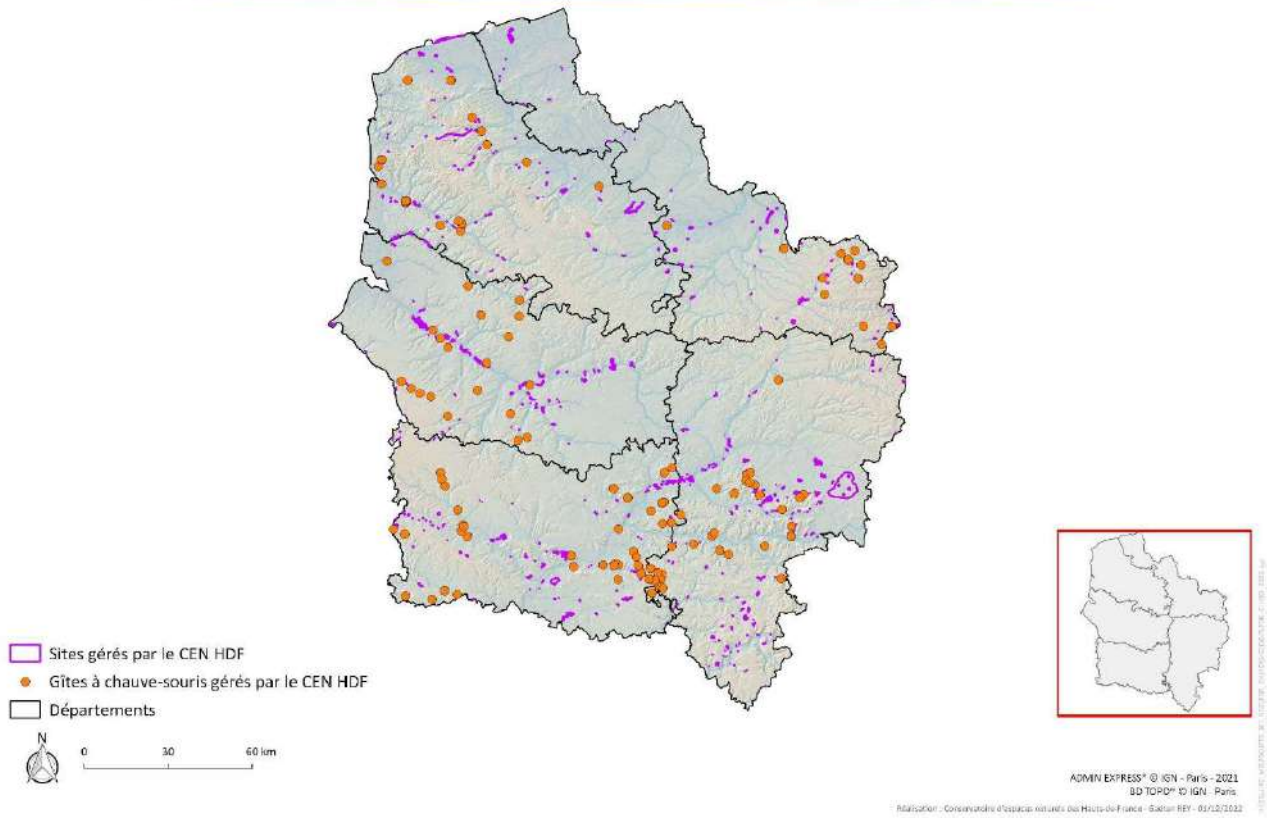 Sites gérés par le CEN HDF
Gîtes à chauve-souris gérés par le CEN HDF
Départements
N
0 30 60 km
ADMIN EXPRESS® © IGN - Paris - 2021
BD TOPO® © IGN - Paris
Réalisation : Conservatoire d'espaces naturels des Hauts-de-France - Gaëtan REY - 01/12/2022